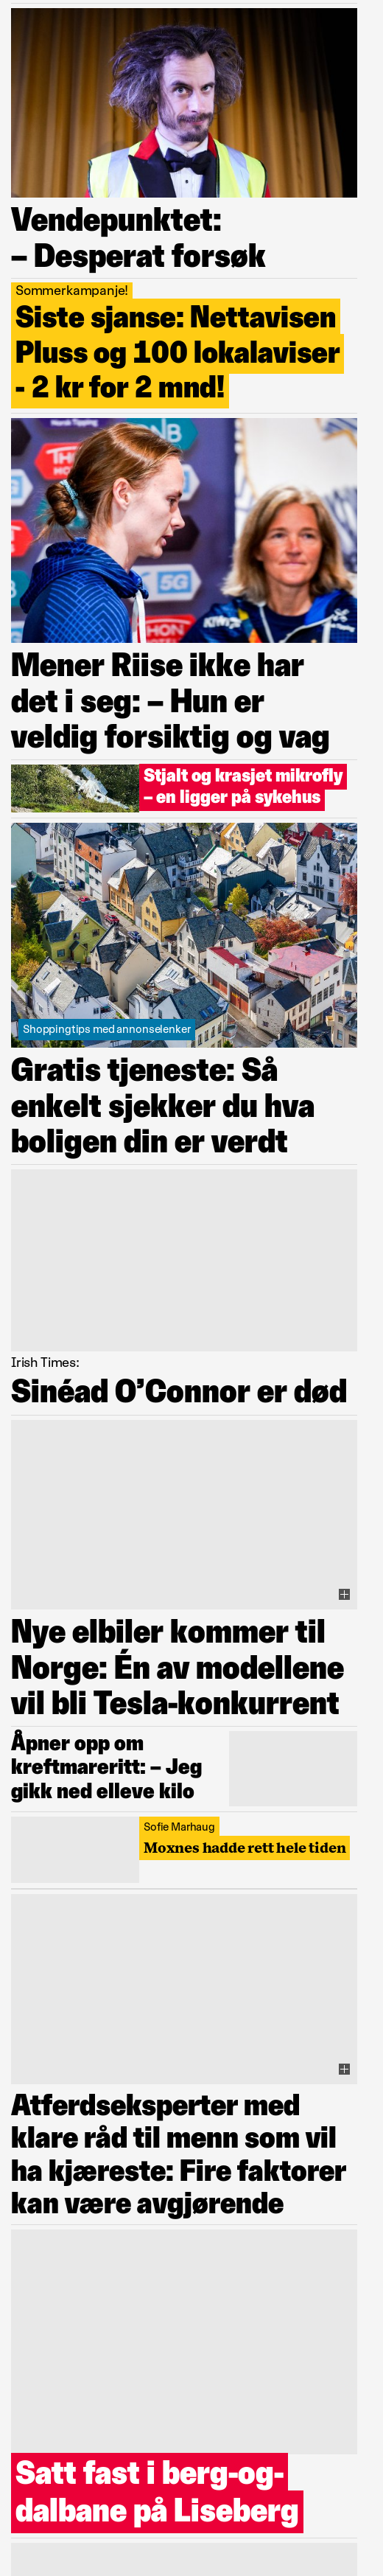 Vendepunktet:
– Desperat forsøk
Sommerkampanje!
Siste sjanse: Nettavisen
Pluss og 100 lokalaviser
- 2 kr for 2 mnd!
Norsk Tipping
NB
5G
THON
Mener Riise ikke har
det i seg: – Hun er
veldig forsiktig og vag
Stjalt og krasjet mikrofly
– en ligger på sykehus
Shoppingtips med annonselenker
Gratis tjeneste: Så
enkelt sjekker du hva
boligen din er verdt
Irish Times:
Sinéad O’Connor er død
Nye elbiler kommer til
Norge: Én av modellene
vil bli Tesla-konkurrent
Åpner opp om
kreftmareritt: – Jeg
gikk ned elleve kilo
Sofie Marhaug
Moxnes hadde rett hele tiden
Atferdseksperter med
klare råd til menn som vil
ha kjæreste: Fire faktorer
kan være avgjørende
Satt fast i berg-og-
dalbane på Liseberg